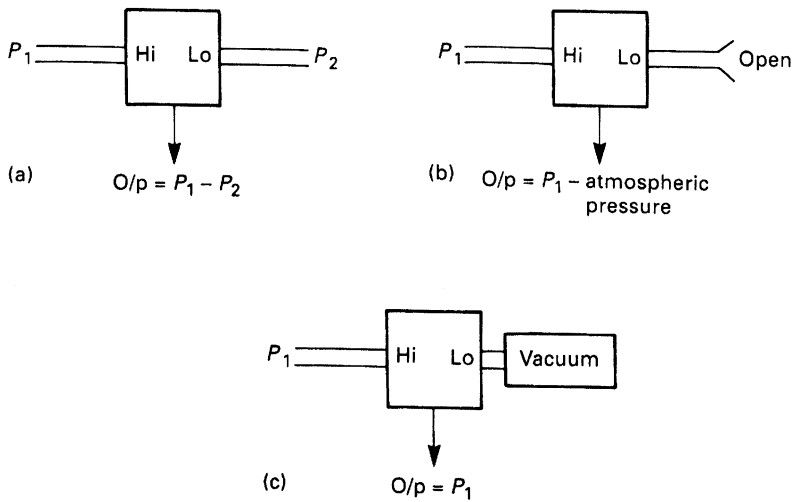 P1 Hi Lo P2
(a)
O/p = P1 – P2
P1 Hi Lo Open
(b)
O/p = P1 – atmospheric
pressure
P1 Hi Lo Vacuum
(c)
O/p = P1